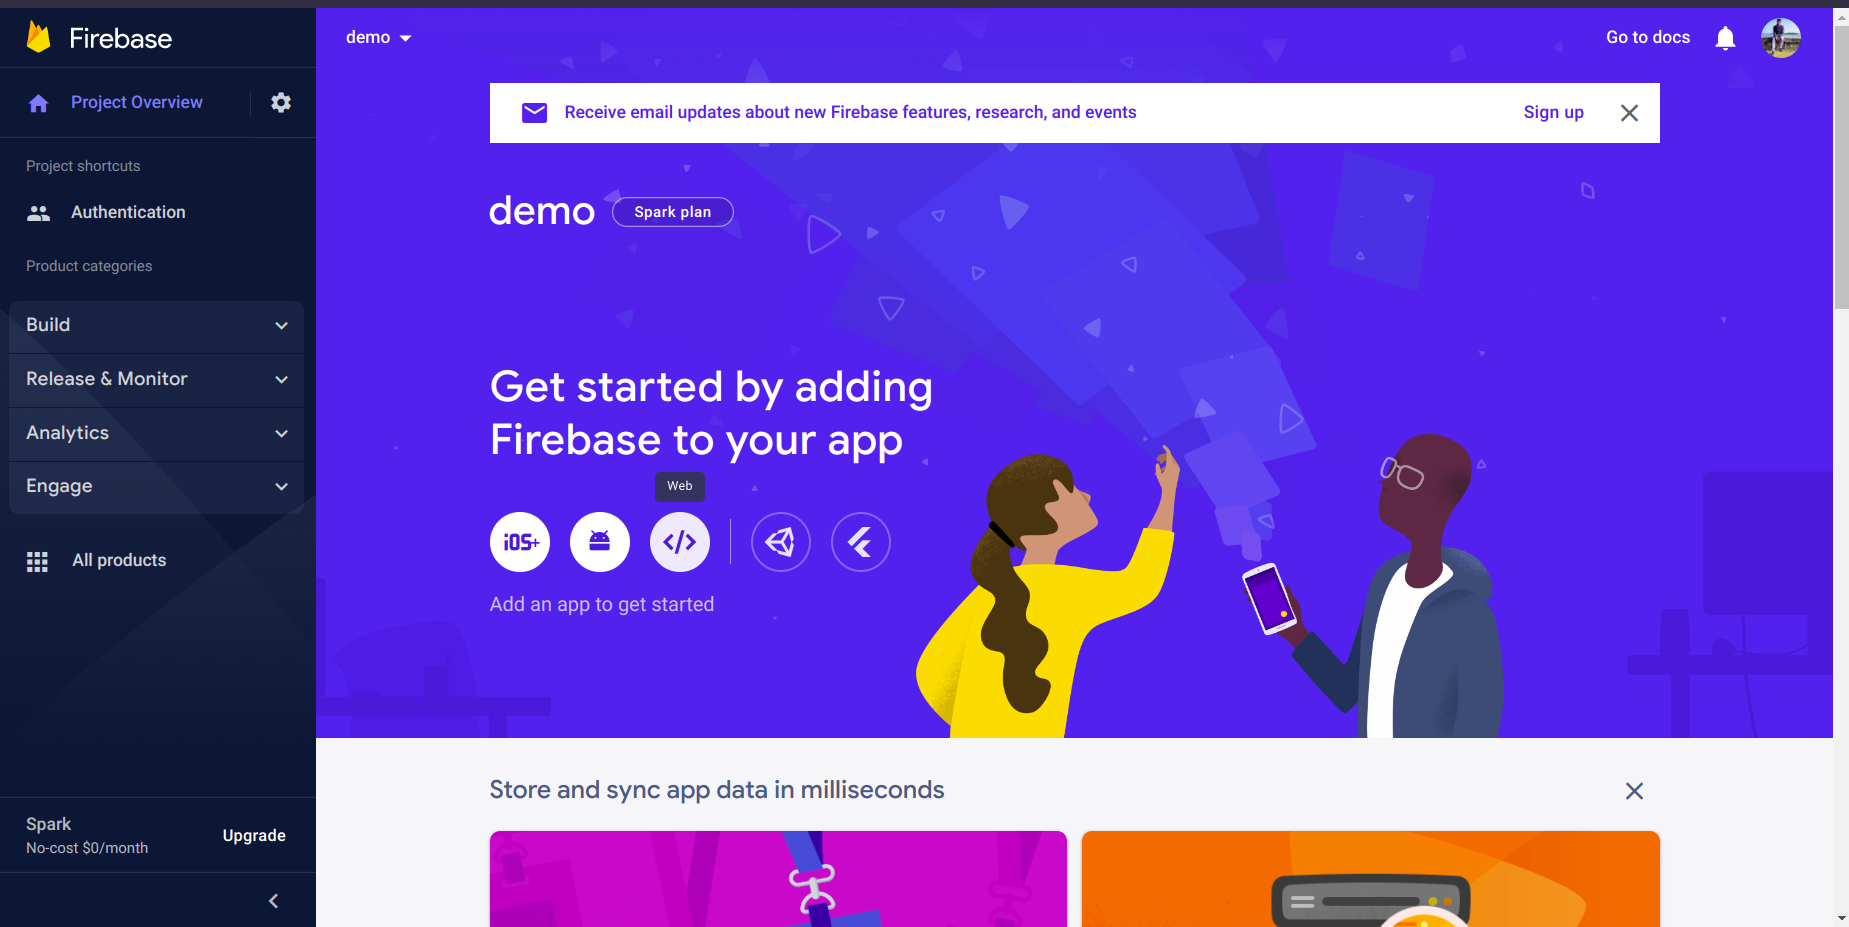 Firebase
Project Overview
Project shortcuts
Authentication
Product categories
Build
Release & Monitor
Analytics
Engage
All products
Spark
No-cost $0/month
Upgrade
demo
Go to docs
Receive email updates about new Firebase features, research, and events
Sign up
demo
Spark plan
Get started by adding
Firebase to your app
Web
iOS+
Add an app to get started
Store and sync app data in milliseconds